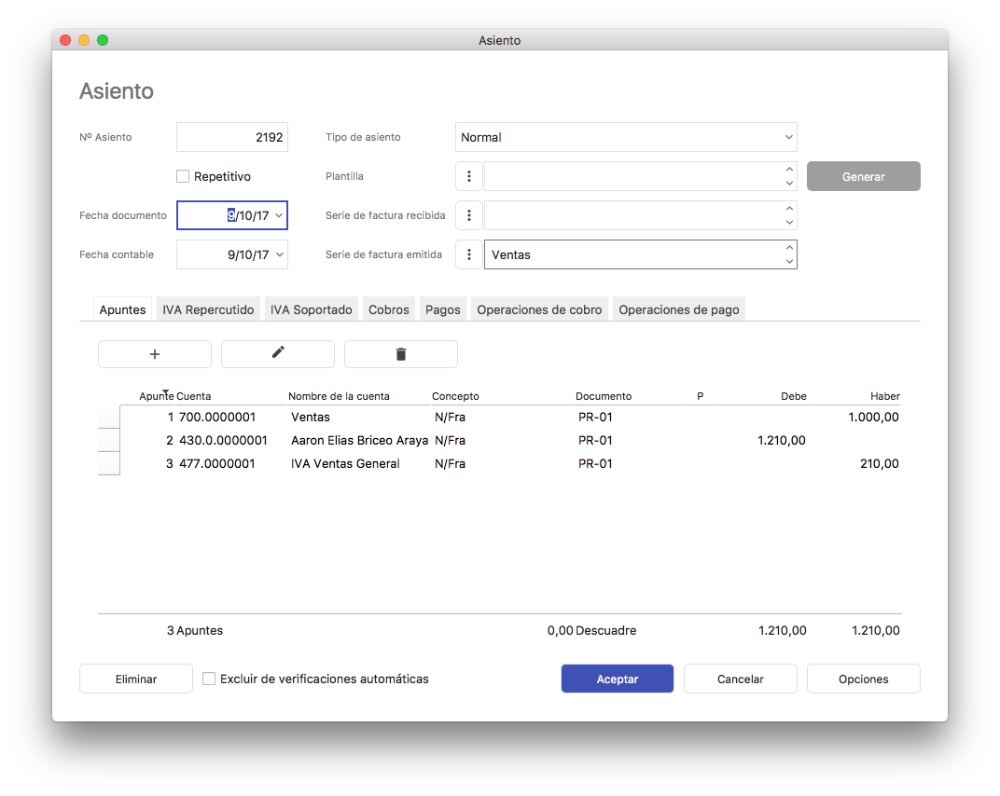 Asiento
Asiento
Nº Asiento 2192 Tipo de asiento Normal
Repetitivo Plantilla Generar
Fecha documento 9/10/17 Serie de factura recibida
Fecha contable 9/10/17 Serie de factura emitida Ventas
Apuntes IVA Repercutido IVA Soportado Cobros Pagos Operaciones de cobro Operaciones de pago
+
Apunte Cuenta Nombre de la cuenta Concepto Documento P Debe Haber
1 700.0000001 Ventas N/Fra PR-01 1.000,00
2 430.0.0000001 Aaron Elias Briceo Araya N/Fra PR-01 1.210,00
3 477.0000001 IVA Ventas General N/Fra PR-01 210,00
3 Apuntes 0,00 Descuadre 1.210,00 1.210,00
Eliminar Excluir de verificaciones automáticas Aceptar Cancelar Opciones